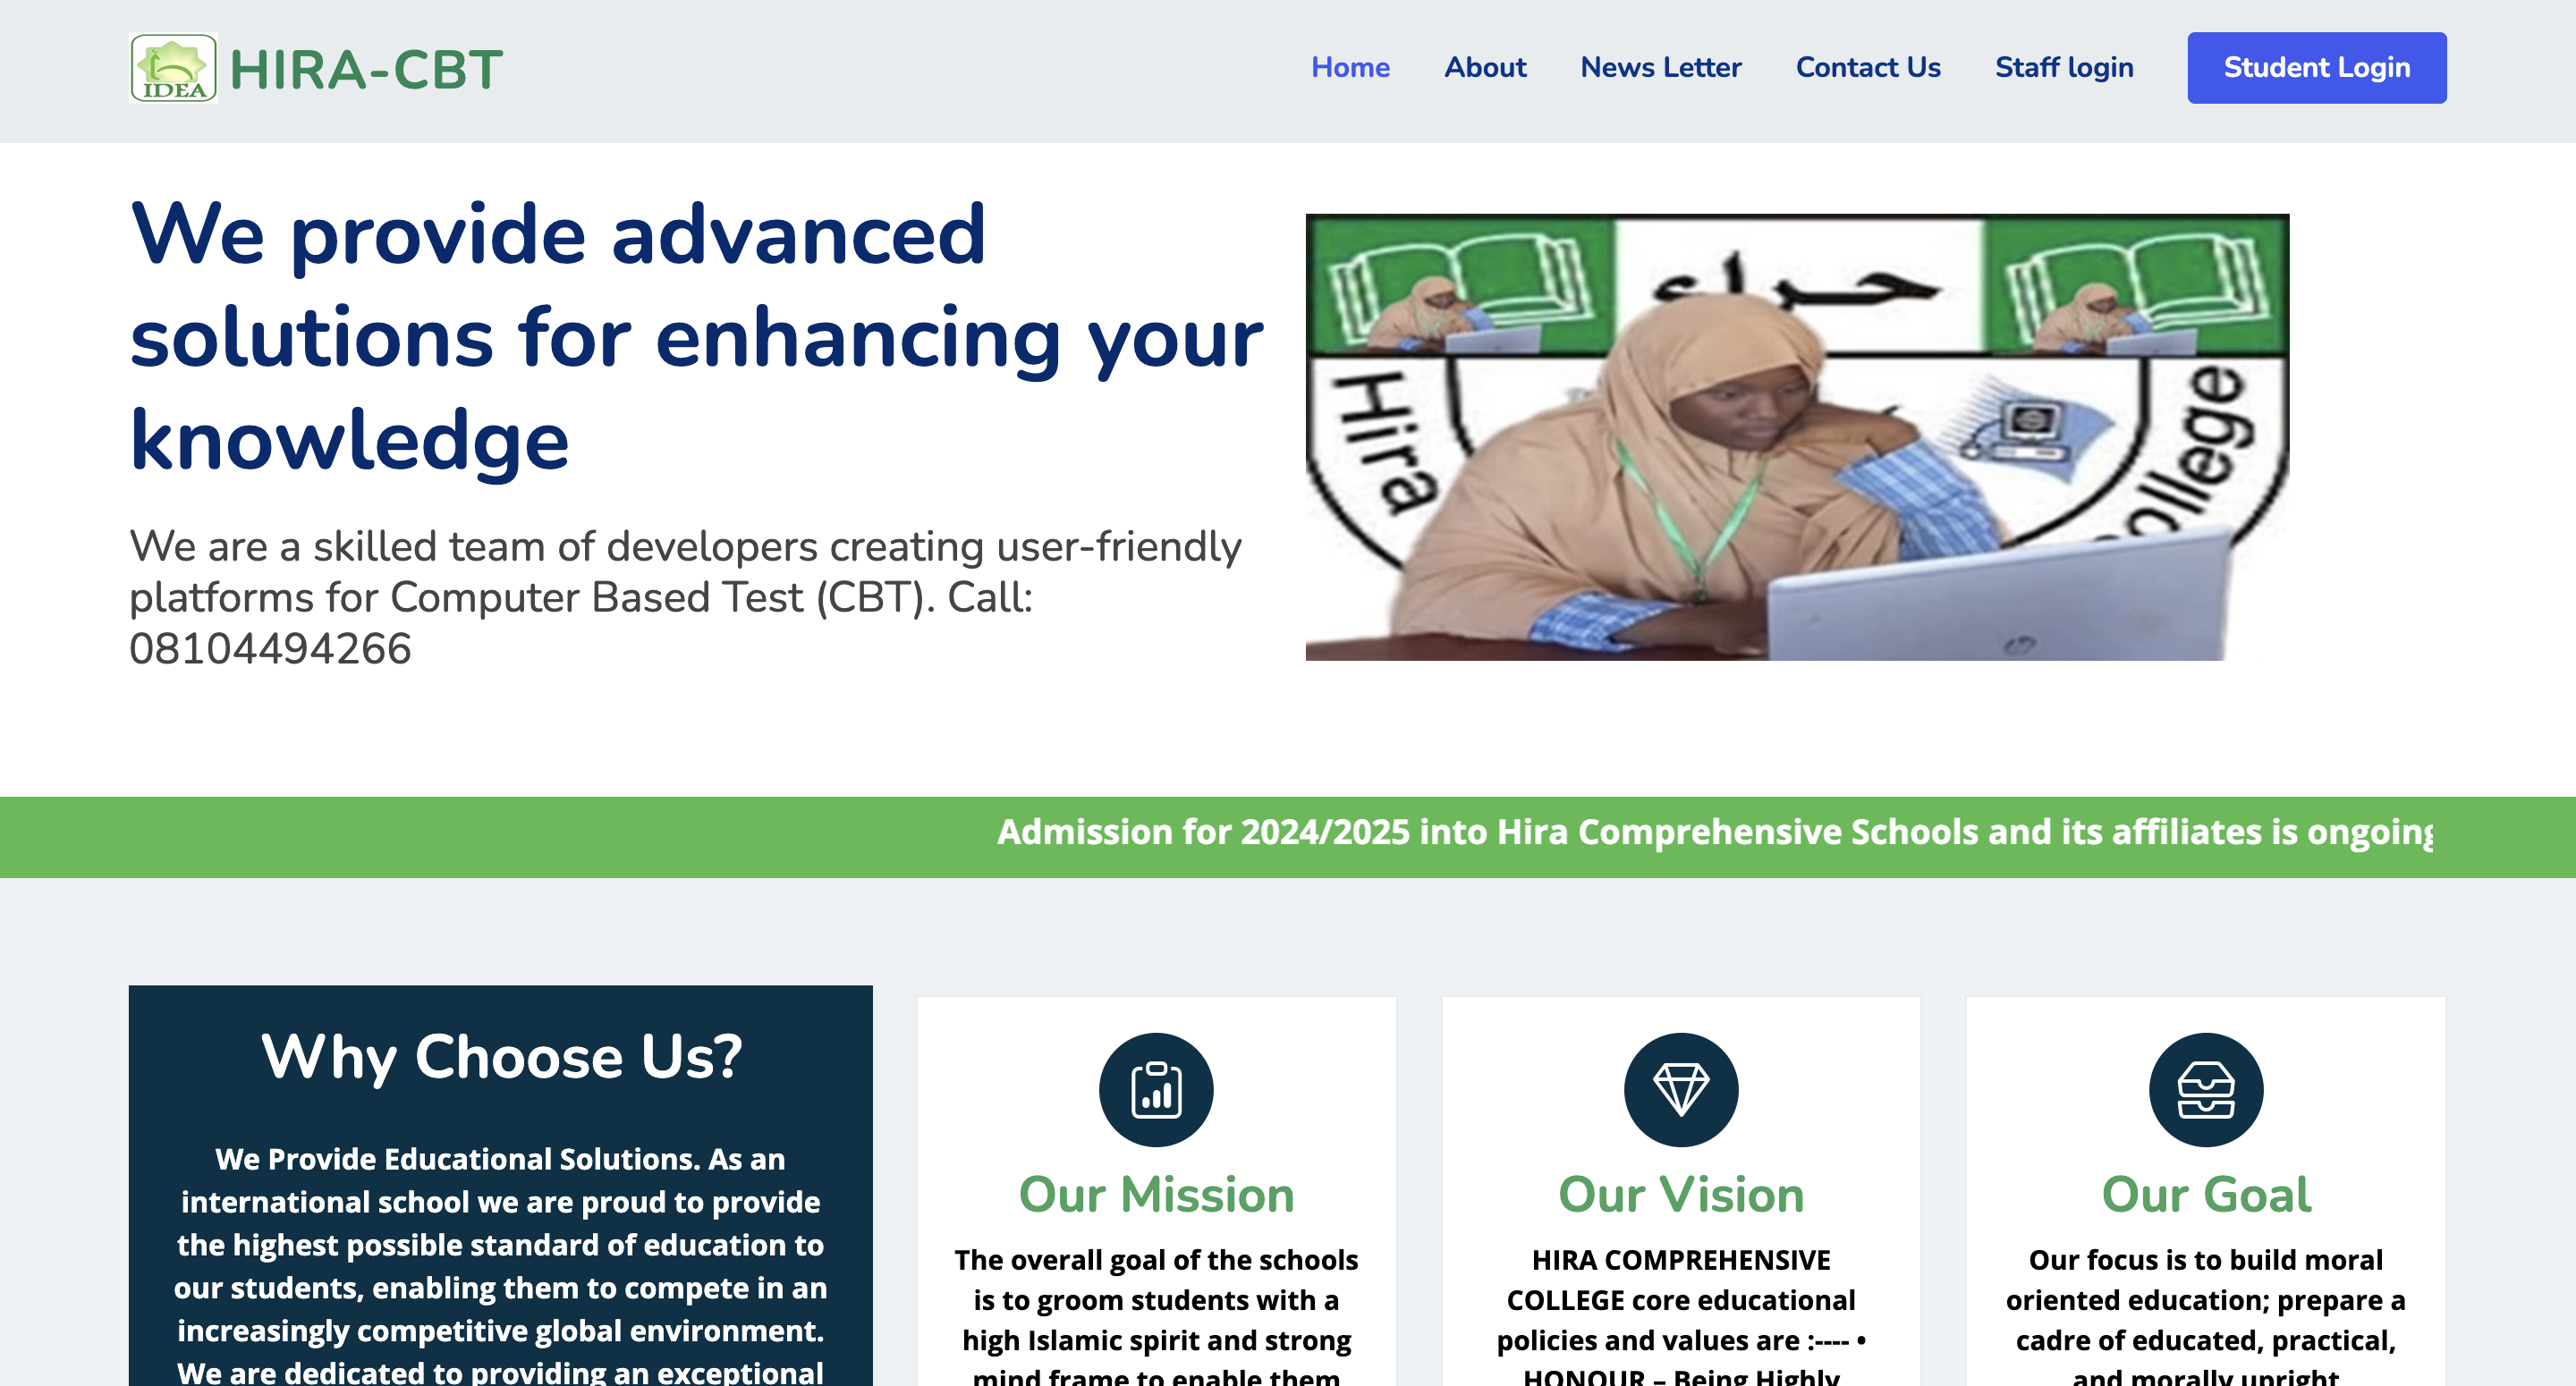 IDEA
HIRA-CBT
Home
About
News Letter
Contact Us
Staff login
Student Login
We provide advanced
solutions for enhancing your
knowledge
We are a skilled team of developers creating user-friendly
platforms for Computer Based Test (CBT). Call:
08104494266
حراء
Hira
ollege
hp
Admission for 2024/2025 into Hira Comprehensive Schools and its affiliates is ongoing
Why Choose Us?
We Provide Educational Solutions. As an
international school we are proud to provide
the highest possible standard of education to
our students, enabling them to compete in an
increasingly competitive global environment.
We are dedicated to providing an exceptional
Our Mission
The overall goal of the schools
is to groom students with a
high Islamic spirit and strong
mind frame to enable them
Our Vision
HIRA COMPREHENSIVE
COLLEGE core educational
policies and values are :---- •
HONOUR – Being Highly
Our Goal
Our focus is to build moral
oriented education; prepare a
cadre of educated, practical,
and morally upright